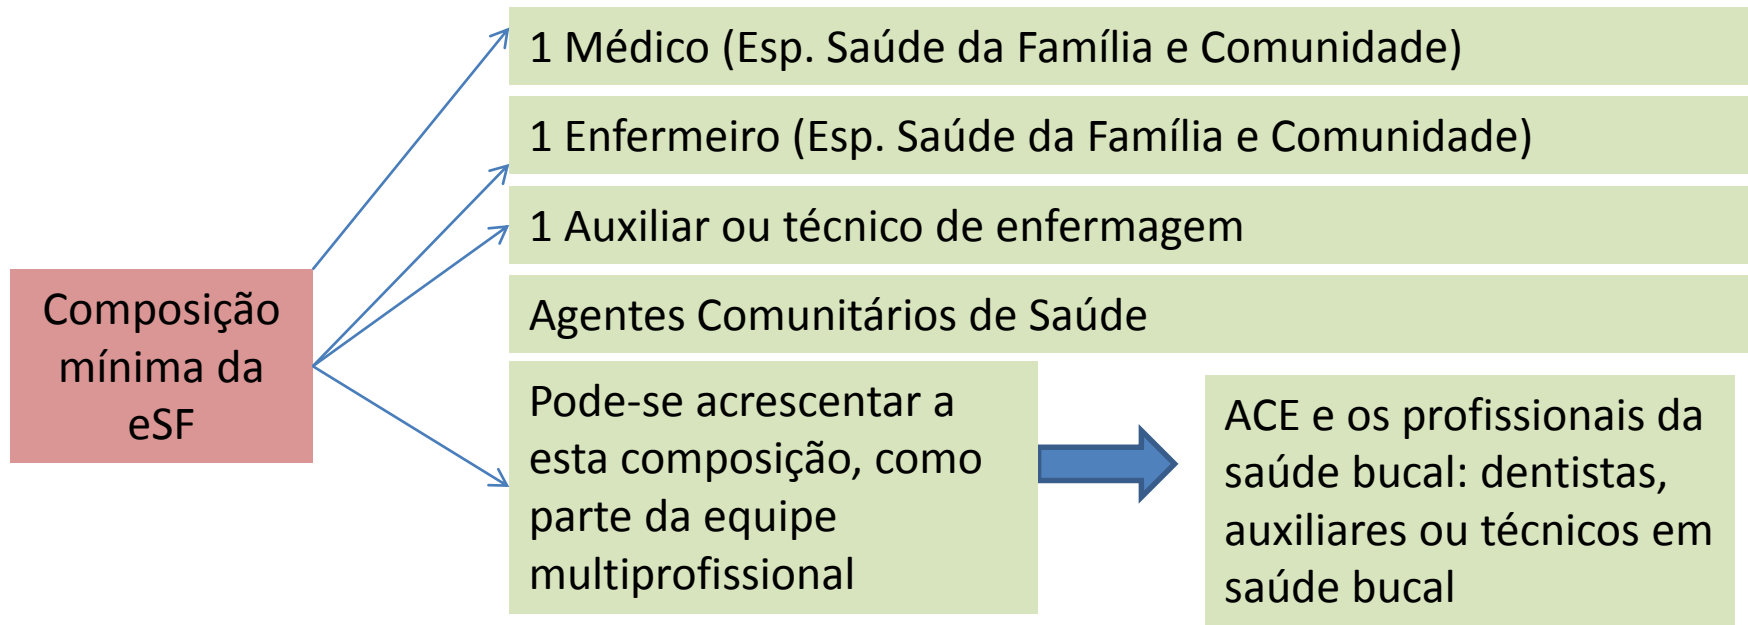 1 Médico (Esp. Saúde da Família e Comunidade)
1 Enfermeiro (Esp. Saúde da Família e Comunidade)
1 Auxiliar ou técnico de enfermagem
Composição
mínima da
eSF
Agentes Comunitários de Saúde
Pode-se acrescentar a
esta composição, como
parte da equipe
multiprofissional
ACE e os profissionais da
saúde bucal: dentistas,
auxiliares ou técnicos em
saúde bucal